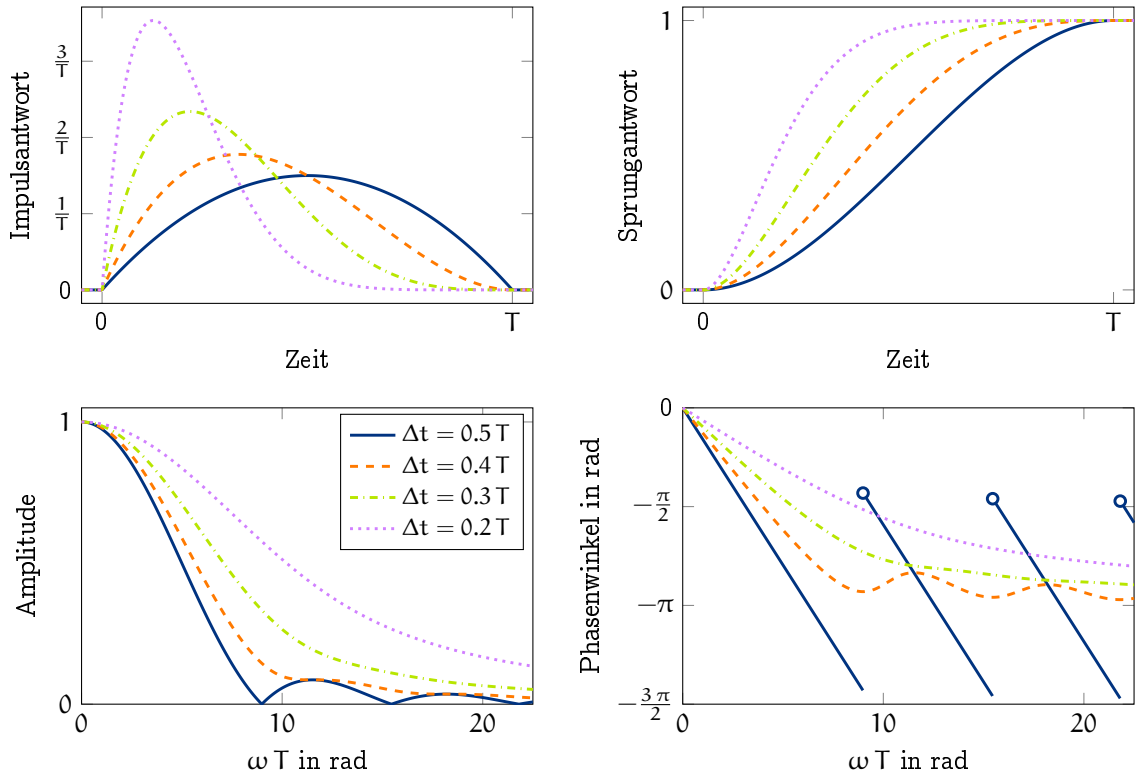 Impulsantwort
3/T
2/T
1/T
0
0 T
Zeit
Sprungantwort
1
0
0 T
Zeit
Amplitude
1
0
0 10 20
ω T in rad
Δt = 0.5 T
Δt = 0.4 T
Δt = 0.3 T
Δt = 0.2 T
Phasenwinkel in rad
0
−π/2
−π
−3 π/2
0 10 20
ω T in rad